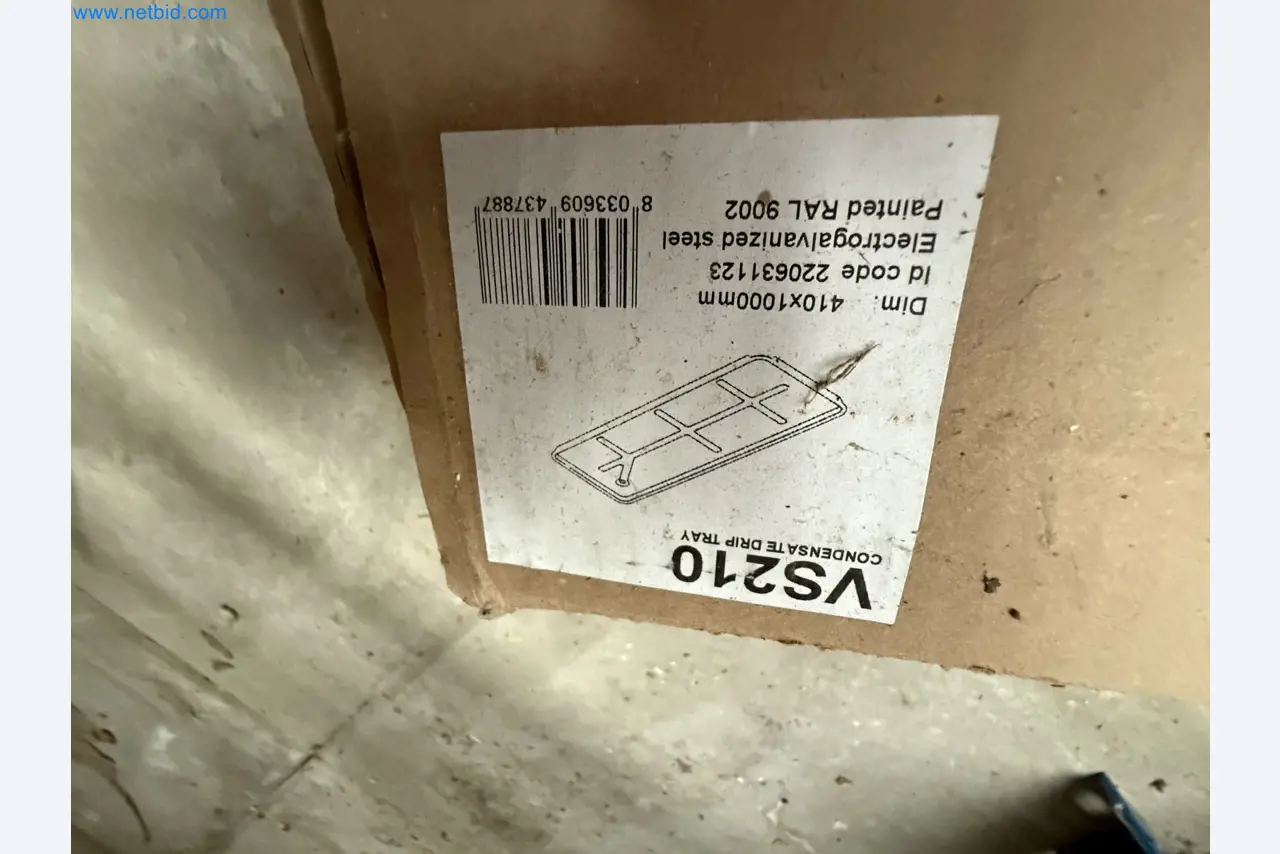 www.netbid.com
VS210
CONDENSATE DRIP TRAY
Dim. 410x1000mm
Id code 220631123
Electrogalvanized steel
Painted RAL 9002
8 033609 437887